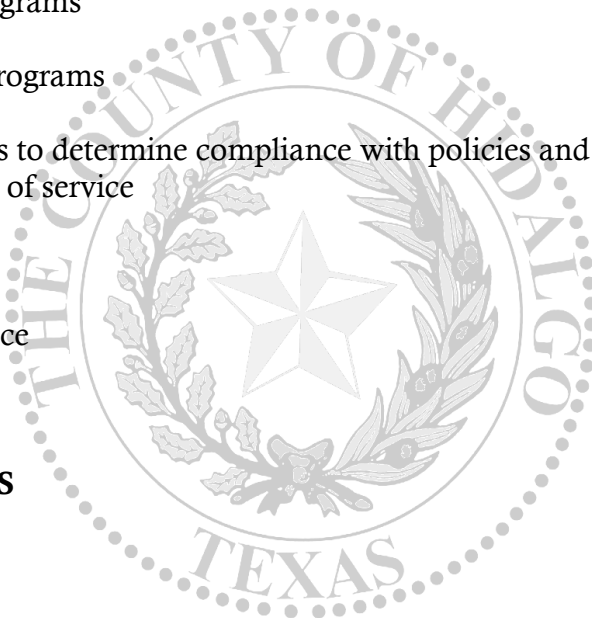 grams
rograms
s to determine compliance with policies and
of service
ce
s
THE COUNTY OF HIDALGO
TEXAS